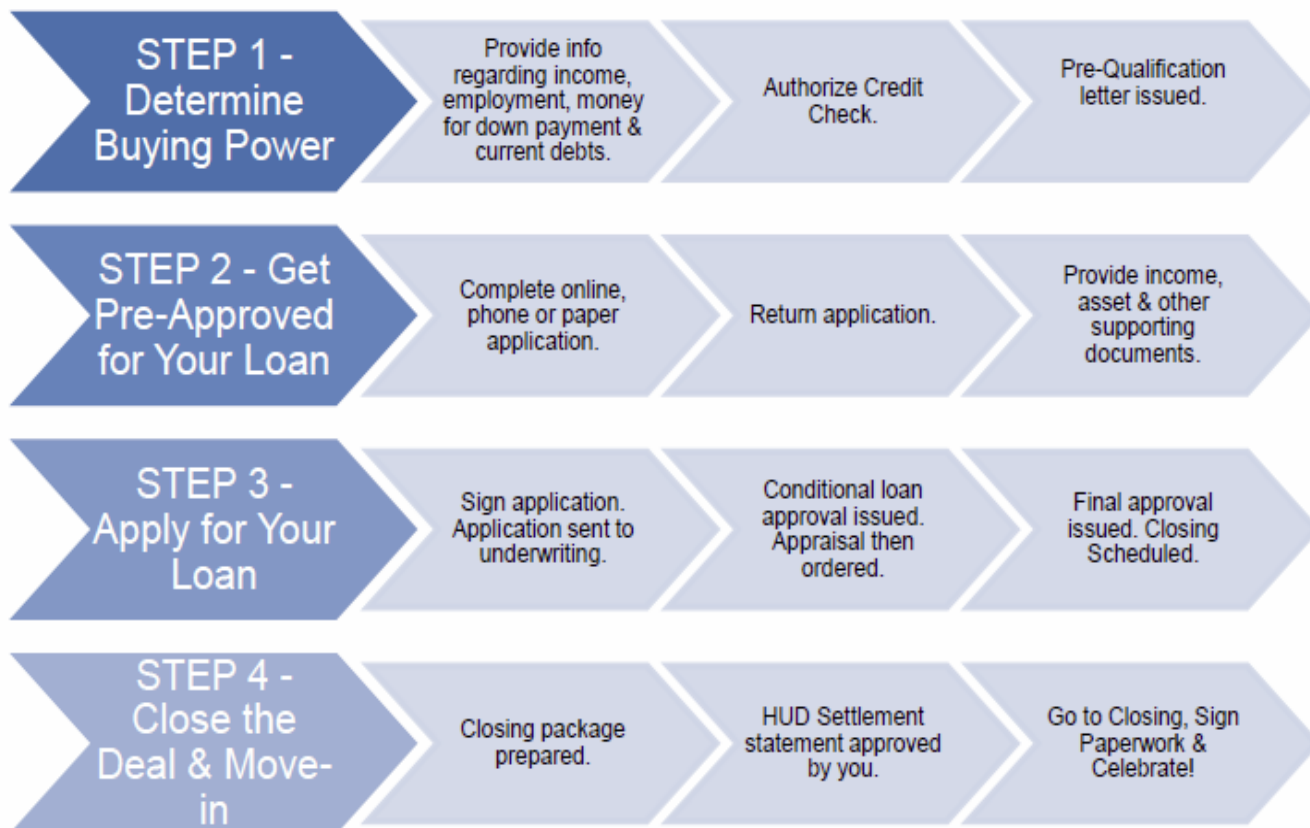 STEP 1 -
Determine
Buying Power
Provide info
regarding income,
employment, money
for down payment &
current debts.
Authorize Credit
Check.
Pre-Qualification
letter issued.
STEP 2 - Get
Pre-Approved
for Your Loan
Complete online,
phone or paper
application.
Return application.
Provide income,
asset & other
supporting
documents.
STEP 3 -
Apply for Your
Loan
Sign application.
Application sent to
underwriting.
Conditional loan
approval issued.
Appraisal then
ordered.
Final approval
issued. Closing
Scheduled.
STEP 4 -
Close the
Deal & Move-
in
Closing package
prepared.
HUD Settlement
statement approved
by you.
Go to Closing, Sign
Paperwork &
Celebrate!